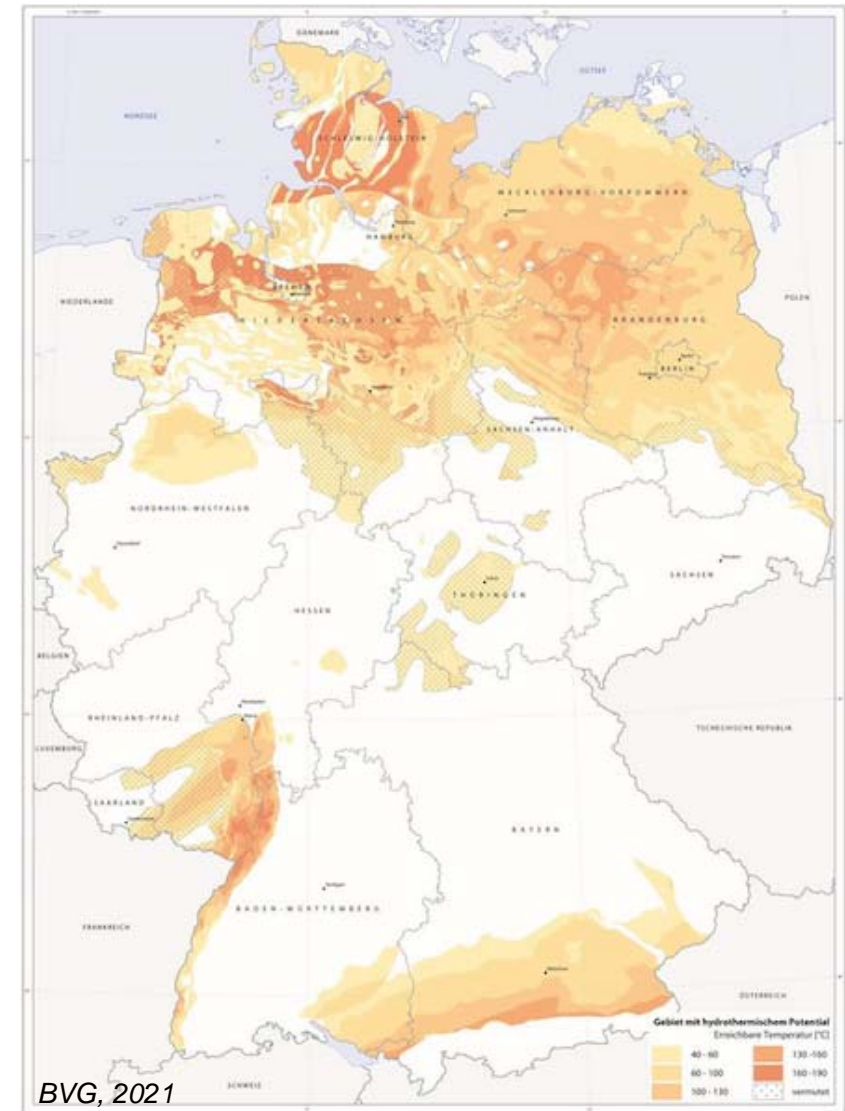 DÄNEMARK
OSTSEE
NORDSEE
SCHLESWIG-HOLSTEIN
MECKLENBURG-VORPOMMERN
HAMBURG
BREMEN
NIEDERLANDE
POLEN
NIEDERSACHSEN
BRANDENBURG
BERLIN
SACHSEN-ANHALT
NORDRHEIN-WESTFALEN
SACHSEN
THÜRINGEN
HESSEN
BELGIEN
RHEINLAND-PFALZ
TSCHECHISCHE REPUBLIK
LUXEMBURG
SAARLAND
BAYERN
Stuttgart
BADEN-WÜRTTEMBERG
FRANKREICH
München
ÖSTERREICH
Gebiet mit hydrothermischem Potential
Erreichbare Temperatur [°C]
40 - 60
130 -160
60 - 100
160 -190
100 - 130
vermutet
SCHWEIZ
BVG, 2021